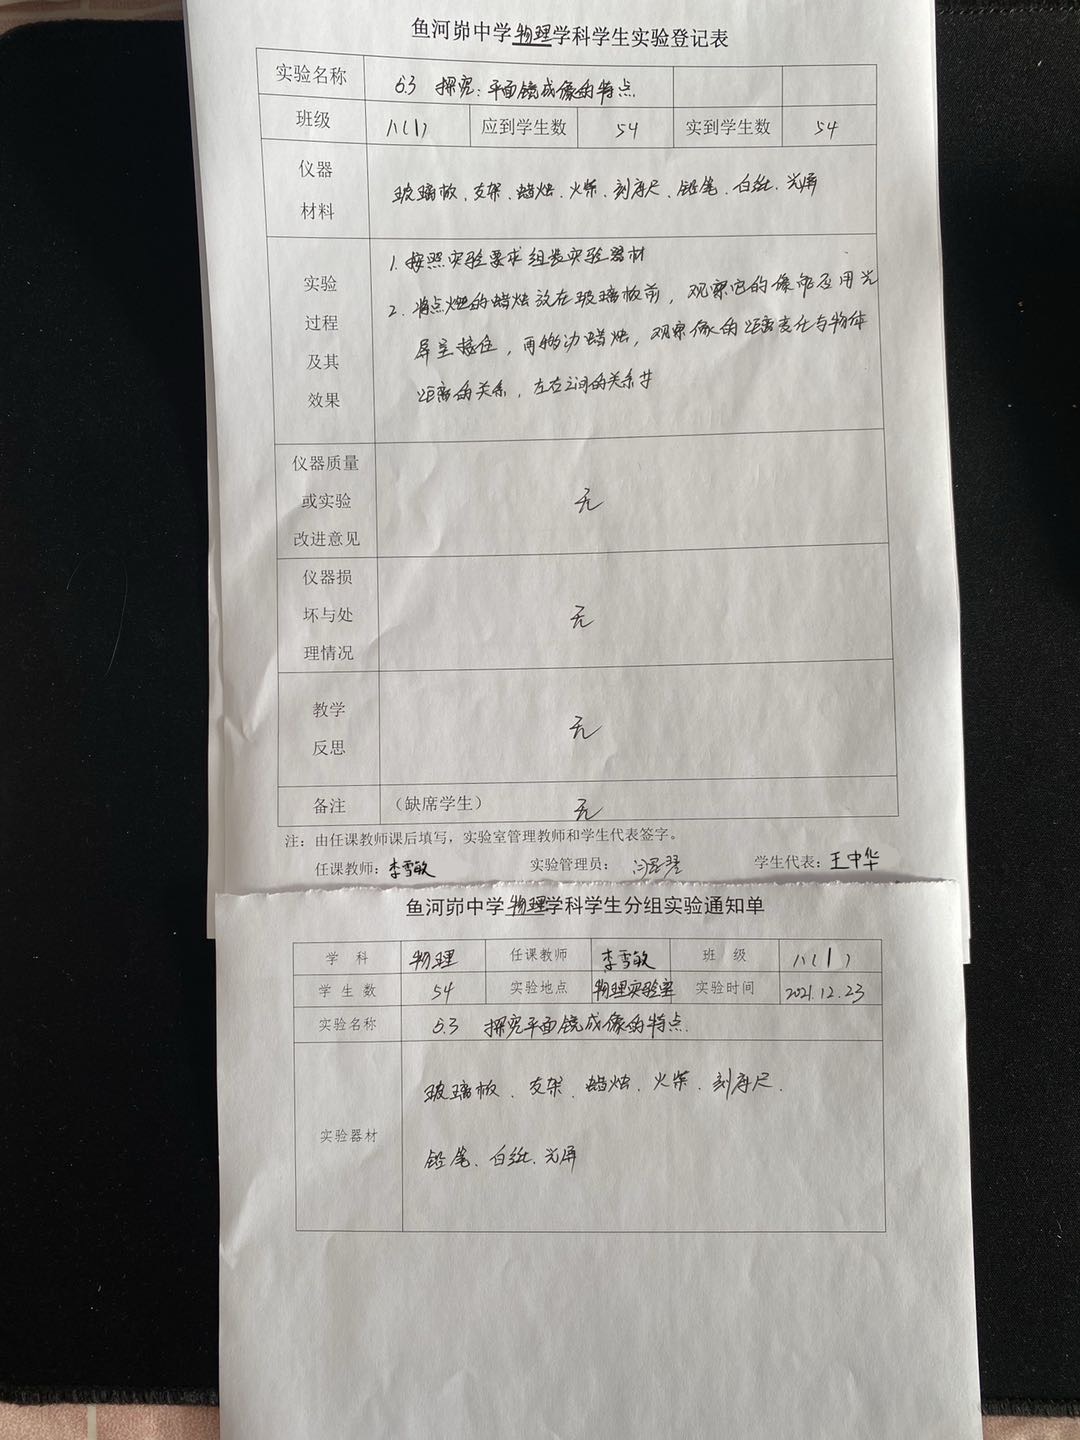 鱼河峁中学物理学科学生实验登记表
实验名称 5.3 探究:平面镜成像的特点
班级 八(1) 应到学生数 54 实到学生数 54
仪器
材料
玻璃板、支架、蜡烛、火柴、刻度尺、铅笔、白纸、光屏
实验
过程
及其
效果
1. 按照实验要求组装实验器材
2. 将点燃的蜡烛放在玻璃板前,观察它的像能否用光
屏呈接住,再移动蜡烛,观察像的距离变化与物体
距离的关系,左右之间的关系等
仪器质量
或实验
改进意见
无
仪器损
坏与处
理情况
无
教学
反思
无
备注 (缺席学生) 无
注:由任课教师课后填写,实验室管理教师和学生代表签字。
任课教师:李雪敏 实验管理员: 学生代表:王中华
鱼河峁中学物理学科学生分组实验通知单
学科 物理 任课教师 李雪敏 班级 八(1)
学生数 54 实验地点 物理实验室 实验时间 2021.12.23
实验名称 5.3 探究平面镜成像的特点.
实验器材
玻璃板、支架、蜡烛、火柴、刻度尺、
铅笔、白纸、光屏